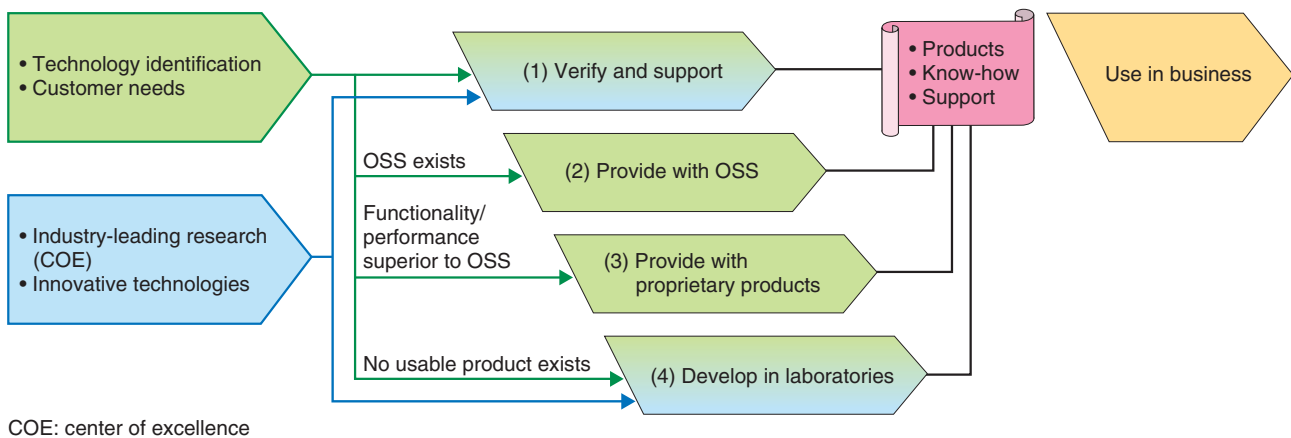 • Technology identification
• Customer needs
• Industry-leading research
(COE)
• Innovative technologies
OSS exists
Functionality/
performance
superior to OSS
No usable product exists
(1) Verify and support
(2) Provide with OSS
(3) Provide with
proprietary products
(4) Develop in laboratories
• Products
• Know-how
• Support
Use in business
COE: center of excellence